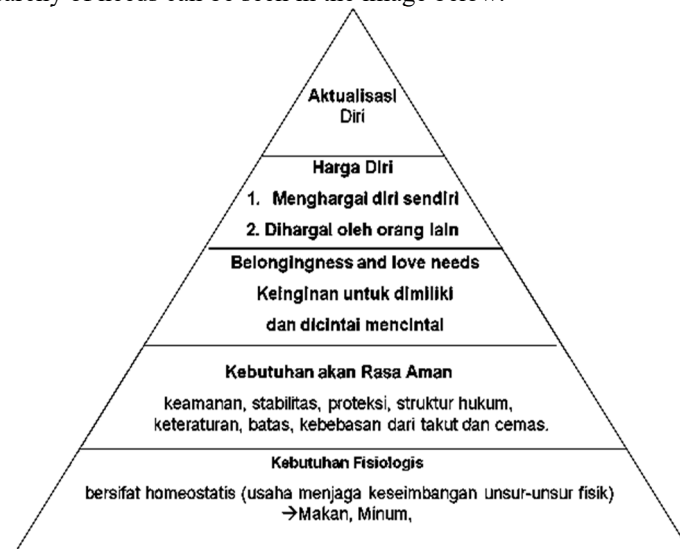 archy of needs can be seen in the image below.
Aktualisasi
Diri
Harga Diri
1. Menghargai diri sendiri
2. Dihargai oleh orang lain
Belongingness and love needs
Keinginan untuk dimiliki
dan dicintai mencintai
Kebutuhan akan Rasa Aman
keamanan, stabilitas, proteksi, struktur hukum,
keteraturan, batas, kebebasan dari takut dan cemas.
Kebutuhan Fisiologis
bersifat homeostatis (usaha menjaga keseimbangan unsur-unsur fisik)
→Makan, Minum,